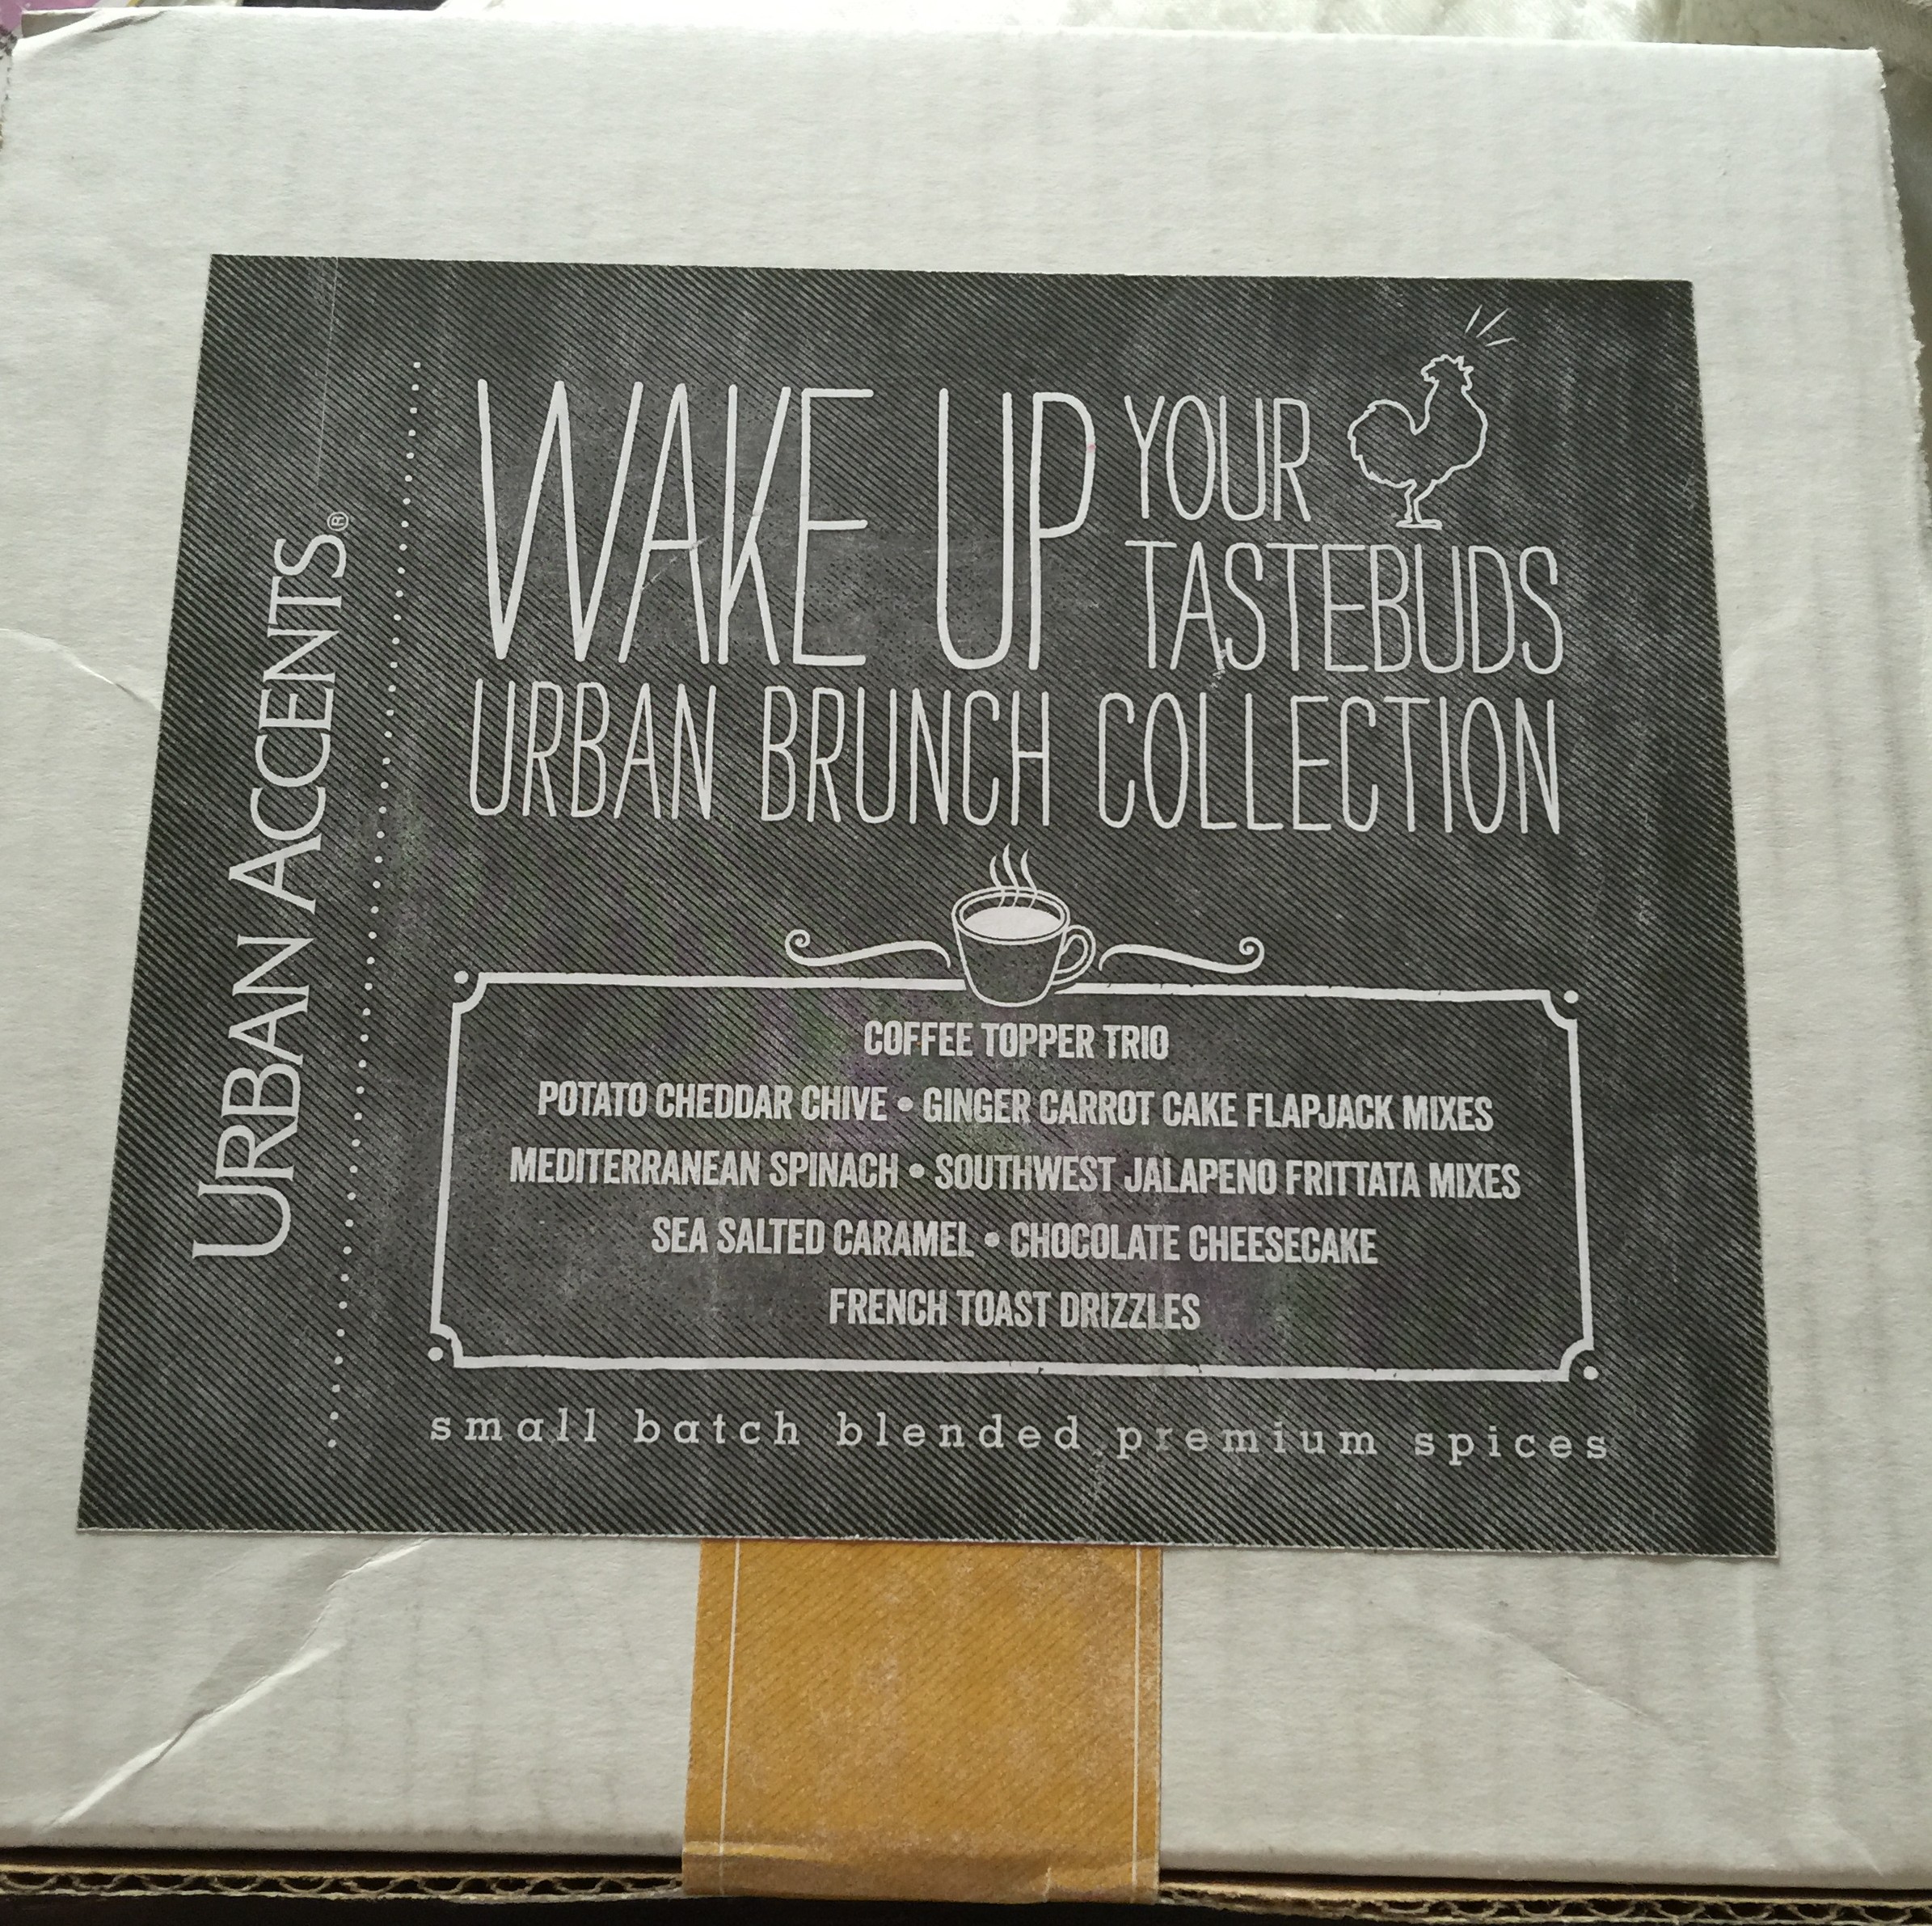 URBAN ACCENTS®
WAKE UP YOUR
TASTEBUDS
URBAN BRUNCH COLLECTION
COFFEE TOPPER TRIO
POTATO CHEDDAR CHIVE • GINGER CARROT CAKE FLAPJACK MIXES
MEDITERRANEAN SPINACH • SOUTHWEST JALAPENO FRITTATA MIXES
SEA SALTED CARAMEL • CHOCOLATE CHEESECAKE
FRENCH TOAST DRIZZLES
small batch blended premium spices